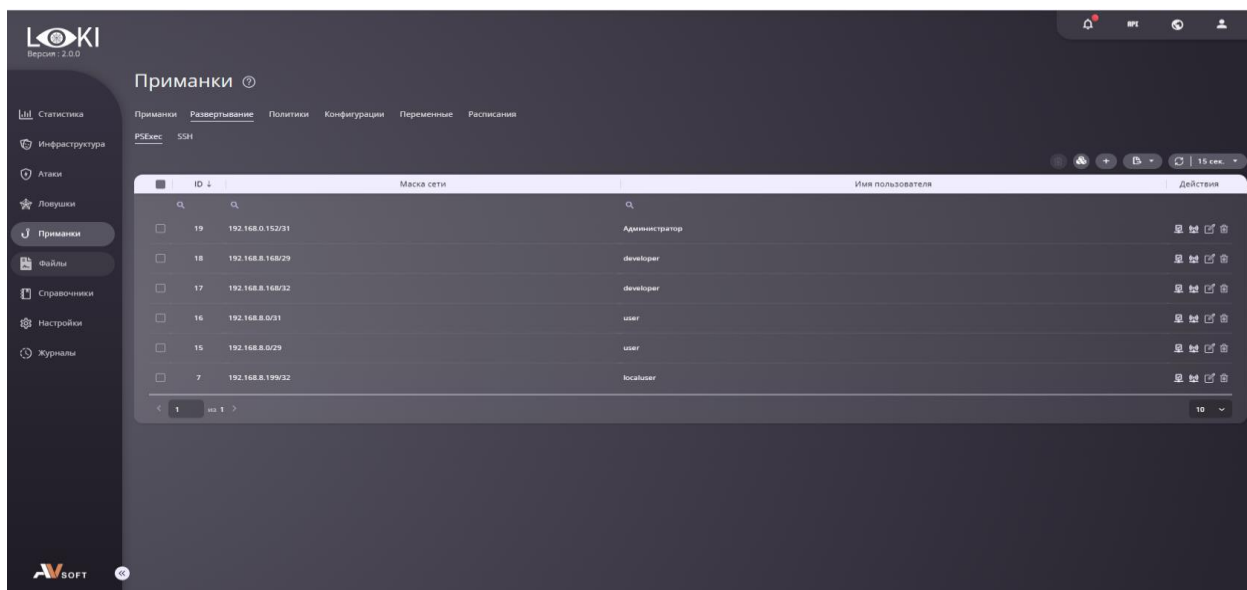 LOKI
Версия : 2.0.0
API
Приманки
Статистика
Инфраструктура
Атаки
Ловушки
Приманки
Файлы
Справочники
Настройки
Журналы
Приманки Развертывание Политики Конфигурации Переменные Расписания
PSExec SSH
15 сек.
ID ↓ Маска сети Имя пользователя Действия
19 192.168.0.152/31 Администратор
18 192.168.8.168/29 developer
17 192.168.8.168/32 developer
16 192.168.8.0/31 user
15 192.168.8.0/29 user
7 192.168.8.199/32 localuser
1 из 1
10
AVSOFT